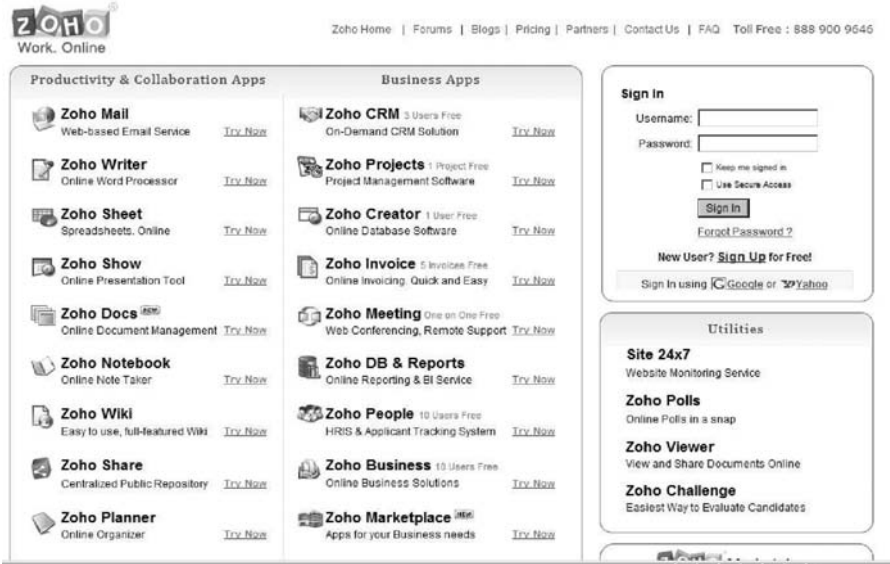 ZOHO
Work. Online
Zoho Home | Forums | Blogs | Pricing | Partners | Contact Us | FAQ Toll Free : 888 900 9646
Productivity & Collaboration Apps
Zoho Mail
Web-based Email Service Try Now
Zoho Writer
Online Word Processor Try Now
Zoho Sheet
Spreadsheets. Online Try Now
Zoho Show
Online Presentation Tool Try Now
Zoho Docs NEW
Online Document Management Try Now
Zoho Notebook
Online Note Taker Try Now
Zoho Wiki
Easy to use, full-featured Wiki Try Now
Zoho Share
Centralized Public Repository Try Now
Zoho Planner
Online Organizer Try Now
Business Apps
Zoho CRM 3 Users Free
On-Demand CRM Solution Try Now
Zoho Projects 1 Project Free
Project Management Software Try Now
Zoho Creator 1 User Free
Online Database Software Try Now
Zoho Invoice 5 Invoices Free
Online Invoicing. Quick and Easy Try Now
Zoho Meeting One on One Free
Web Conferencing, Remote Support Try Now
Zoho DB & Reports
Online Reporting & BI Service Try Now
Zoho People 10 Users Free
HRIS & Applicant Tracking System Try Now
Zoho Business 10 Users Free
Online Business Solutions Try Now
Zoho Marketplace NEW
Apps for your Business needs Try Now
Sign In
Username:
Password:
Keep me signed in
Use Secure Access
Sign In
Forgot Password ?
New User? Sign Up for Free!
Sign In using G Google or Y! Yahoo
Utilities
Site 24x7
Website Monitoring Service
Zoho Polls
Online Polls in a snap
Zoho Viewer
View and Share Documents Online
Zoho Challenge
Easiest Way to Evaluate Candidates